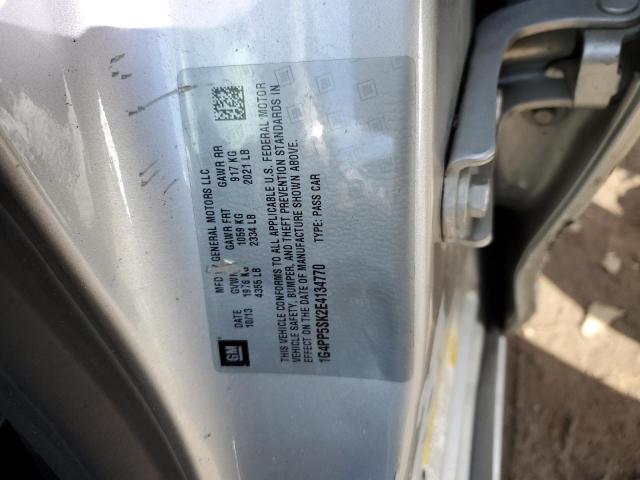 MFD BY GENERAL MOTORS LLC
DATE GVWR GAWR FRT GAWR RR
10/13 1976 KG 1059 KG 917 KG
4355 LB 2334 LB 2021 LB
GM
THIS VEHICLE CONFORMS TO ALL APPLICABLE U.S. FEDERAL MOTOR
VEHICLE SAFETY, BUMPER, AND THEFT PREVENTION STANDARDS IN
EFFECT ON THE DATE OF MANUFACTURE SHOWN ABOVE.
1G4PP5SK2E4134770 TYPE: PASS CAR